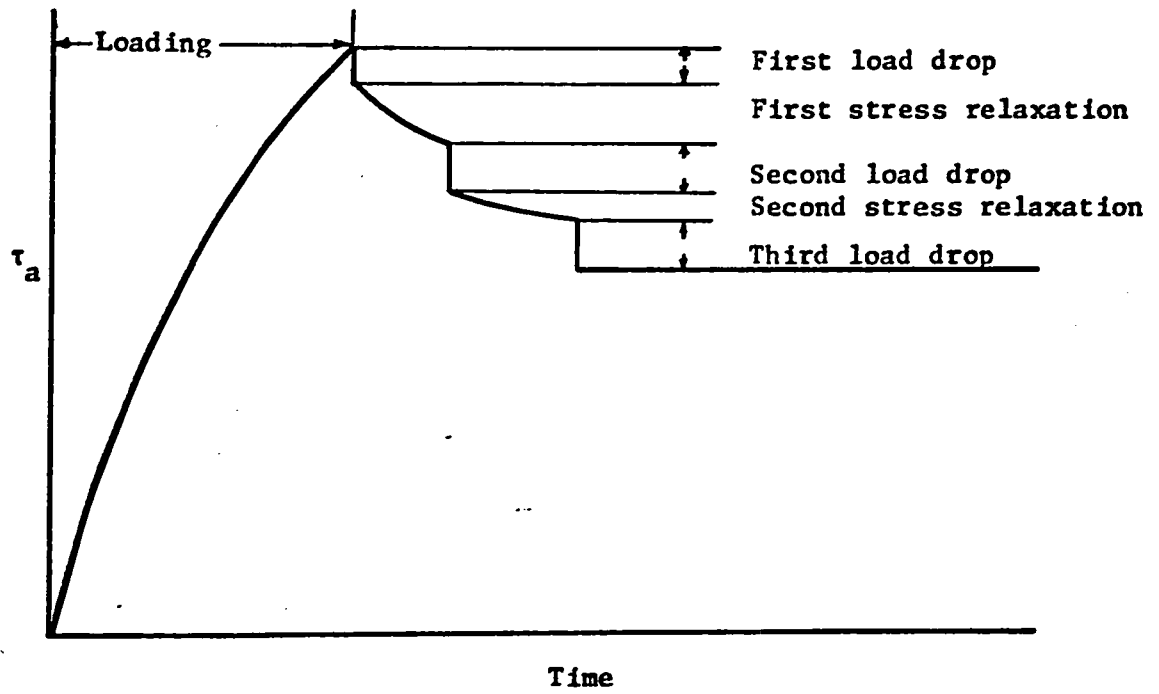 Loading
First load drop
First stress relaxation
Second load drop
Second stress relaxation
Third load drop
τa
Time